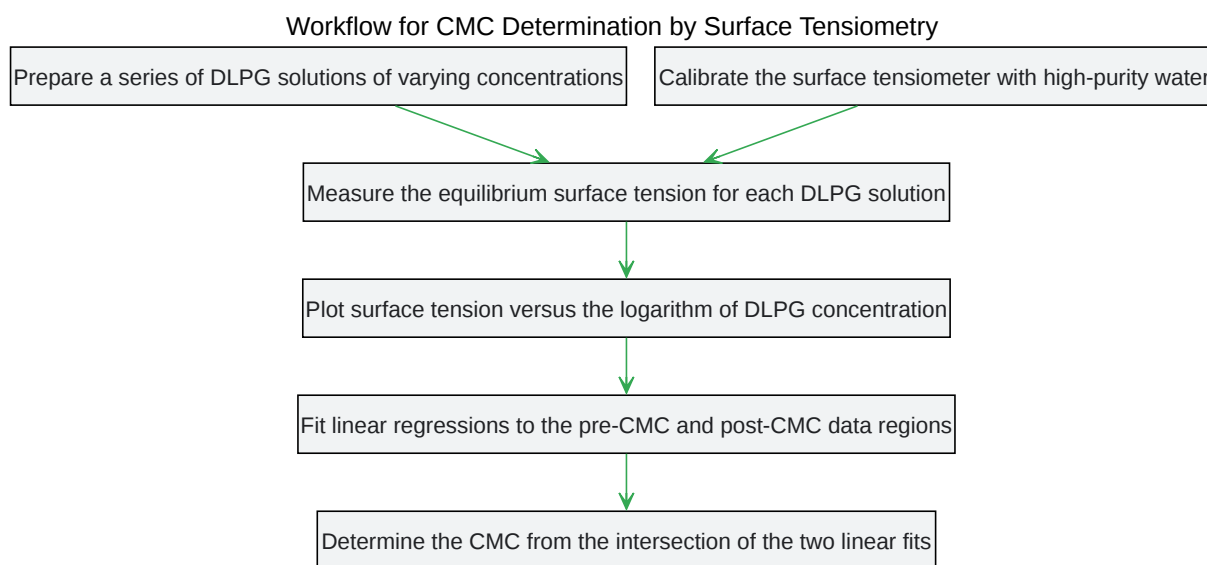 Workflow for CMC Determination by Surface Tensiometry
Prepare a series of DLPG solutions of varying concentrations
Calibrate the surface tensiometer with high-purity water
Measure the equilibrium surface tension for each DLPG solution
Plot surface tension versus the logarithm of DLPG concentration
Fit linear regressions to the pre-CMC and post-CMC data regions
Determine the CMC from the intersection of the two linear fits